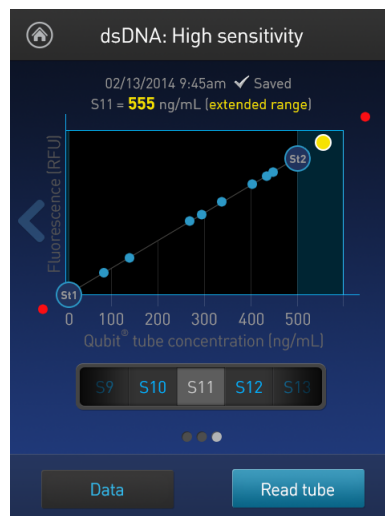 dsDNA: High sensitivity
02/13/2014 9:45am ✓ Saved
S11 = 555 ng/mL (extended range)
Fluorescence (RFU)
St2
St1
0 100 200 300 400 500
Qubit® tube concentration (ng/mL)
S9 S10 S11 S12 S13
Data Read tube